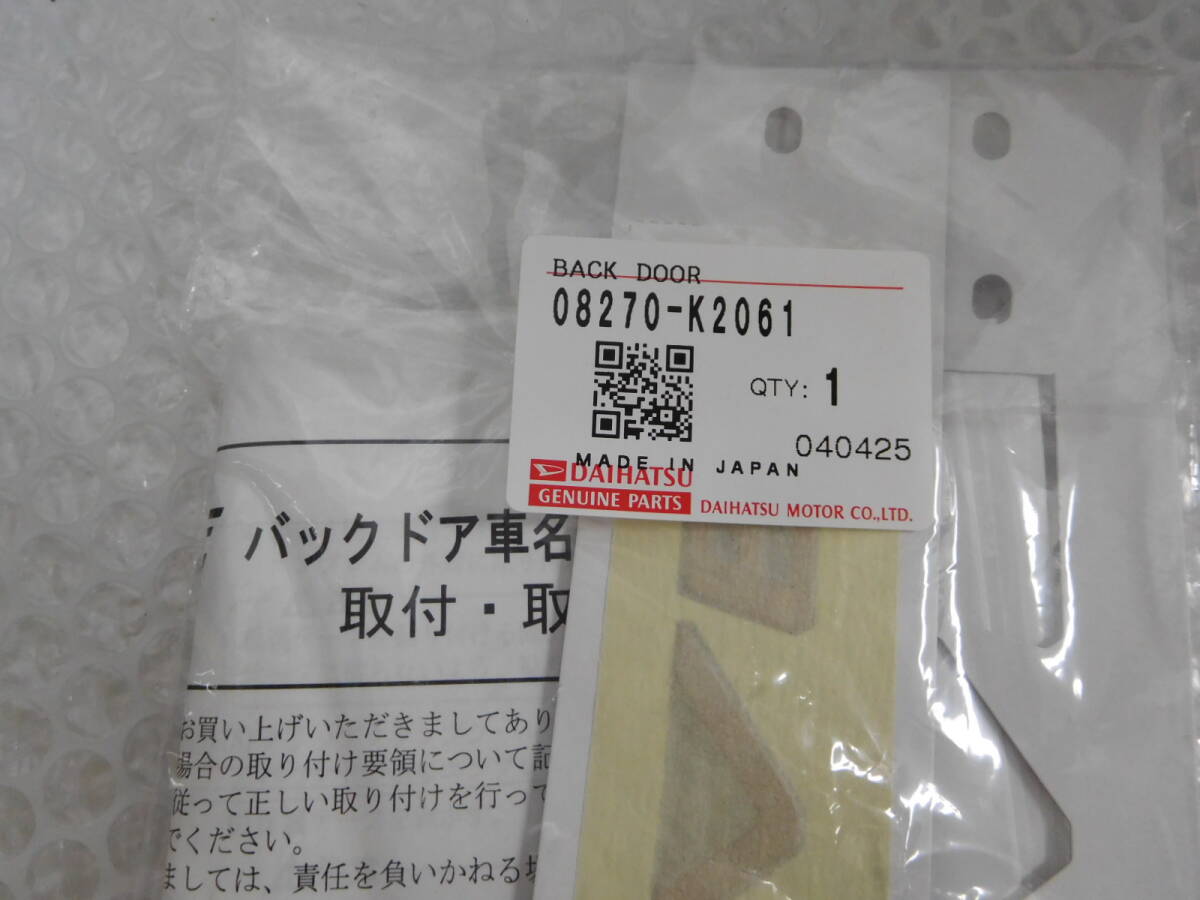 BACK DOOR
08270-K2061
QTY: 1
040425
MADE IN JAPAN
DAIHATSU
GENUINE PARTS
DAIHATSU MOTOR CO.,LTD.
バックドア車名
取付・取
お買い上げいただきましてあり
場合の取り付け要領について記
従って正しい取り付けを行って
でください。
ましては、責任を負いかねる場